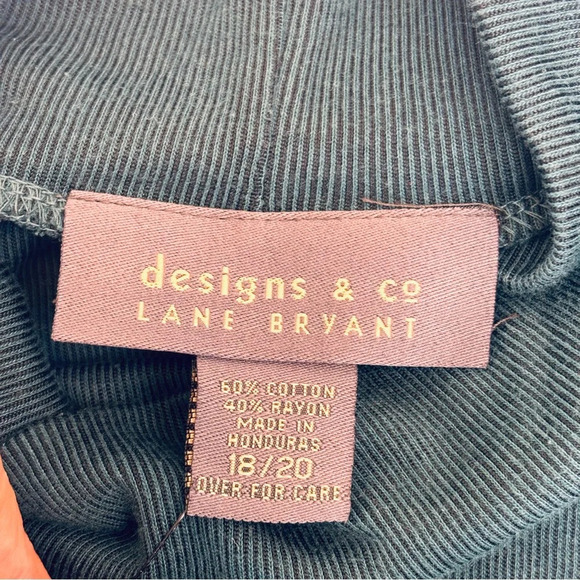 designs & co
LANE BRYANT
60% COTTON
40% RAYON
MADE IN
HONDURAS
18/20
OVER FOR CARE